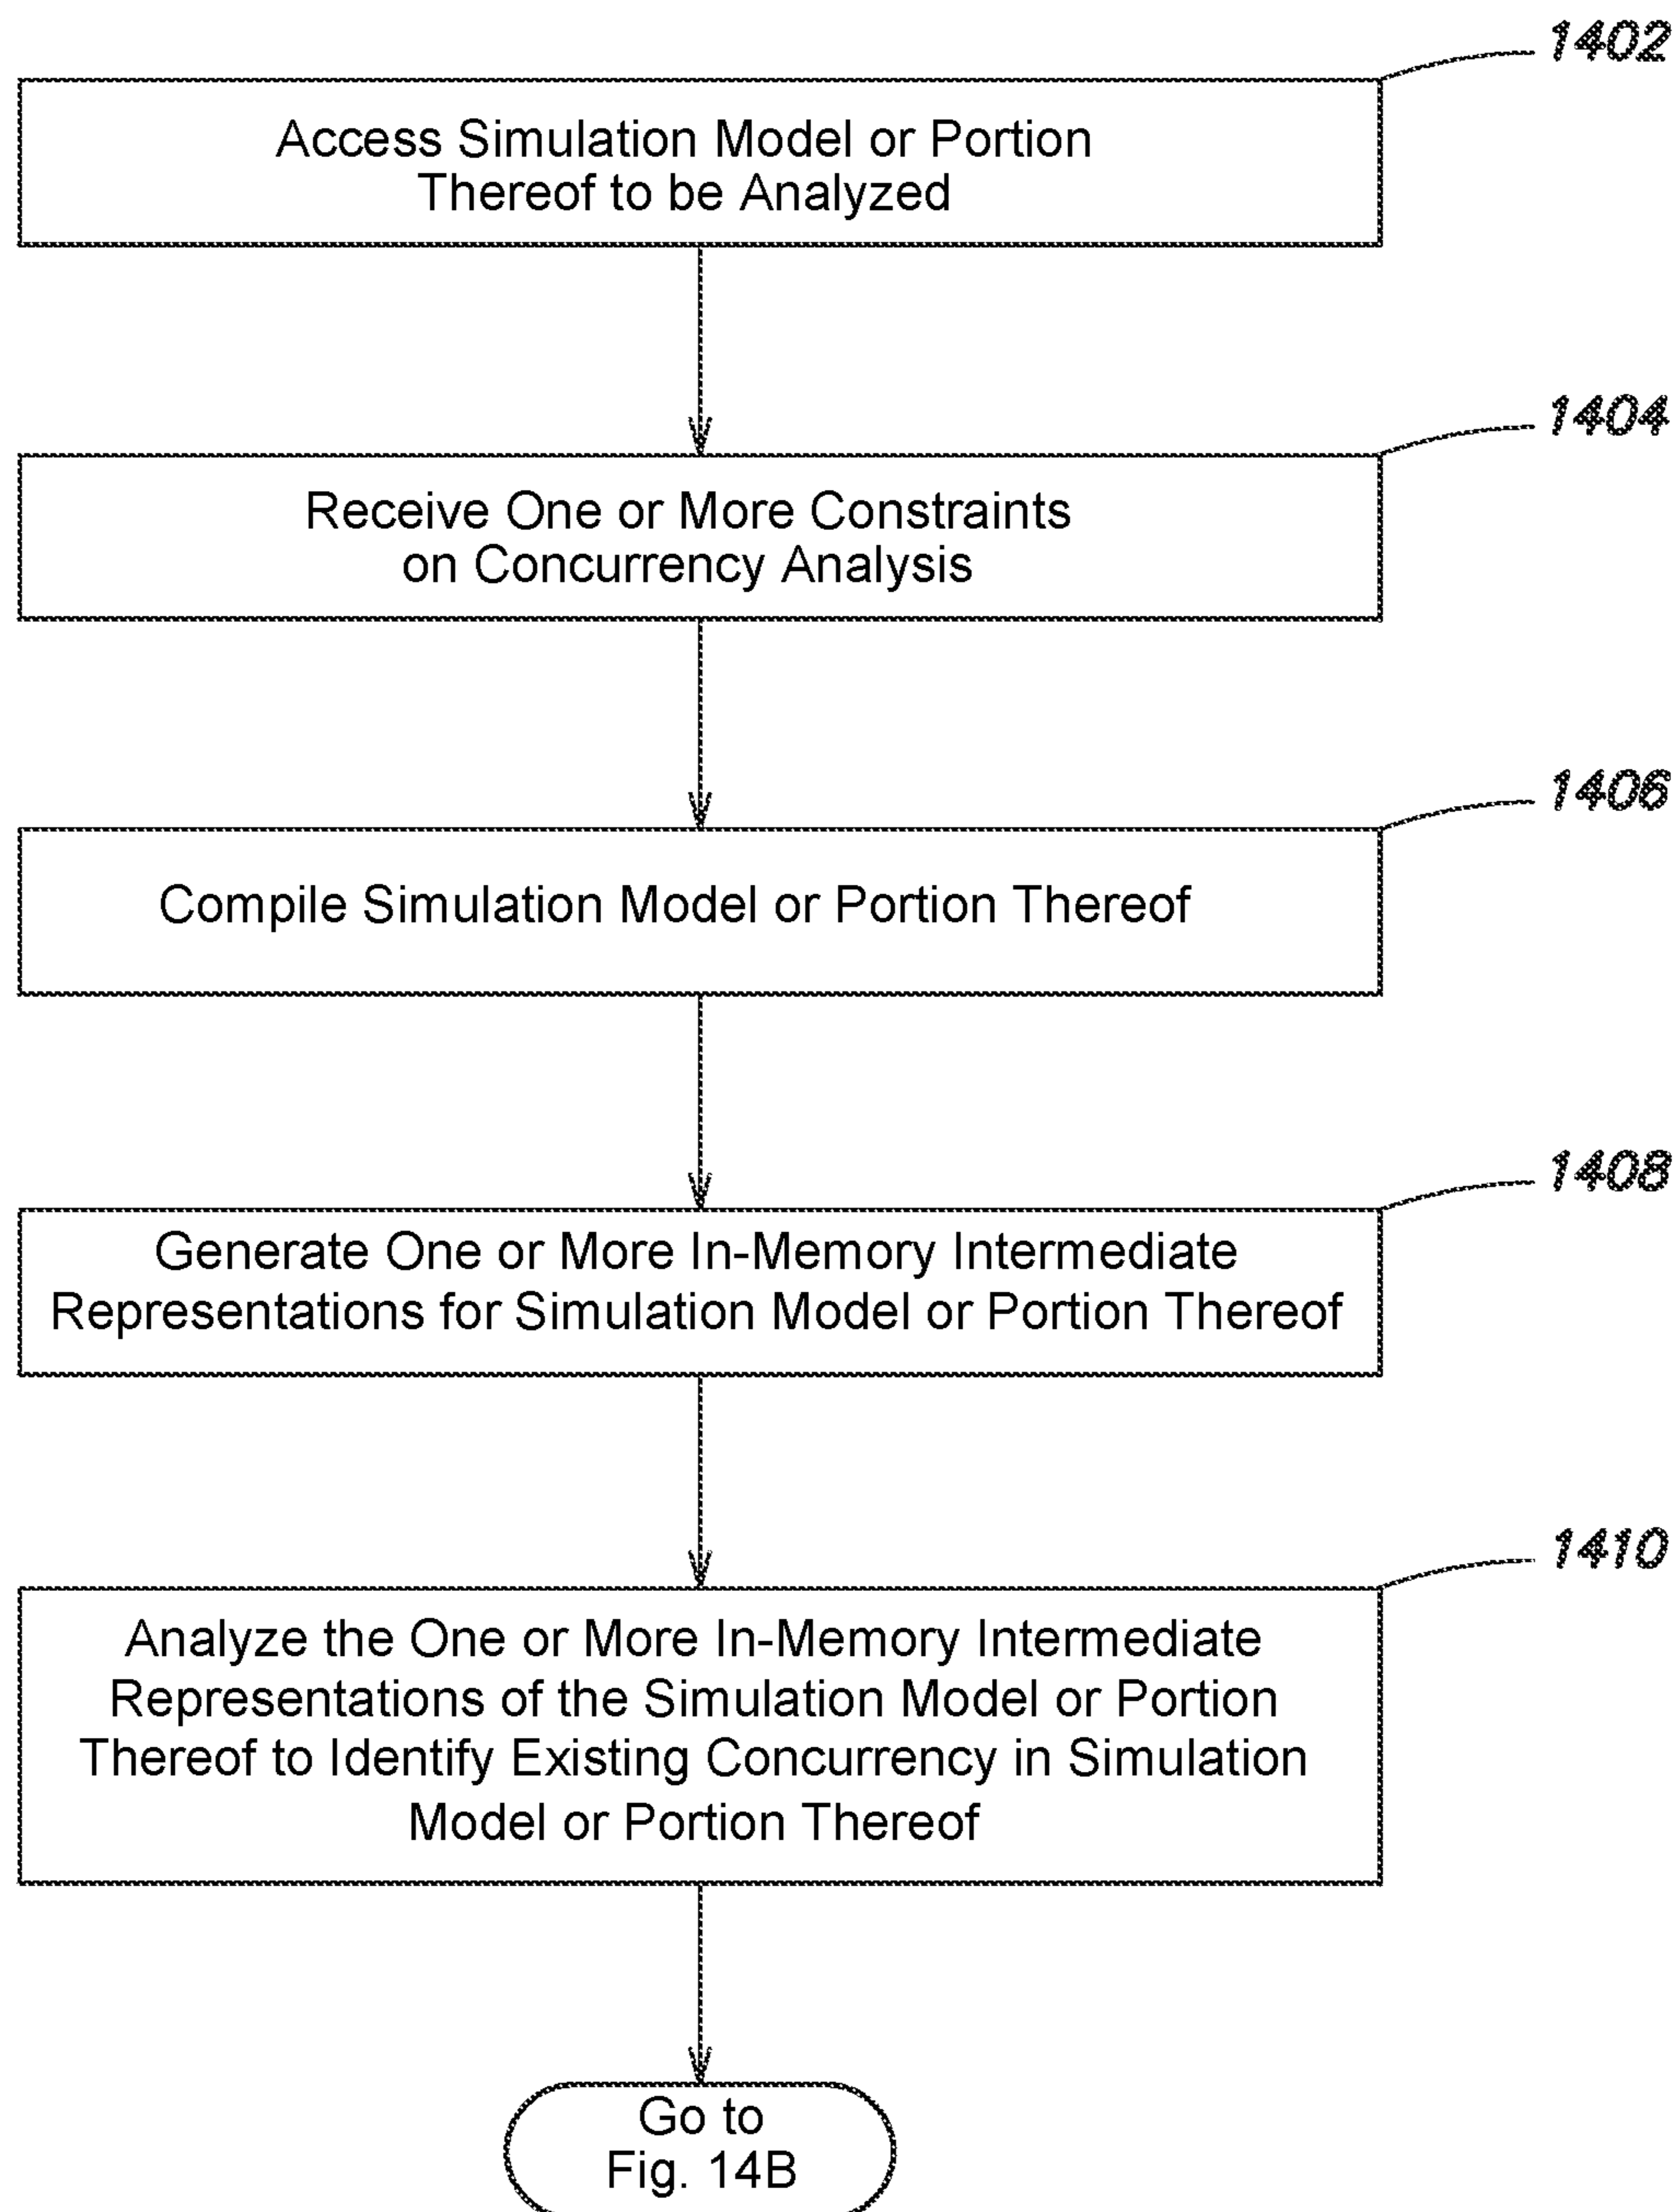 1402
Access Simulation Model or Portion
Thereof to be Analyzed
1404
Receive One or More Constraints
on Concurrency Analysis
1406
Compile Simulation Model or Portion Thereof
1408
Generate One or More In-Memory Intermediate
Representations for Simulation Model or Portion Thereof
1410
Analyze the One or More In-Memory Intermediate
Representations of the Simulation Model or Portion
Thereof to Identify Existing Concurrency in Simulation
Model or Portion Thereof
Go to
Fig. 14B